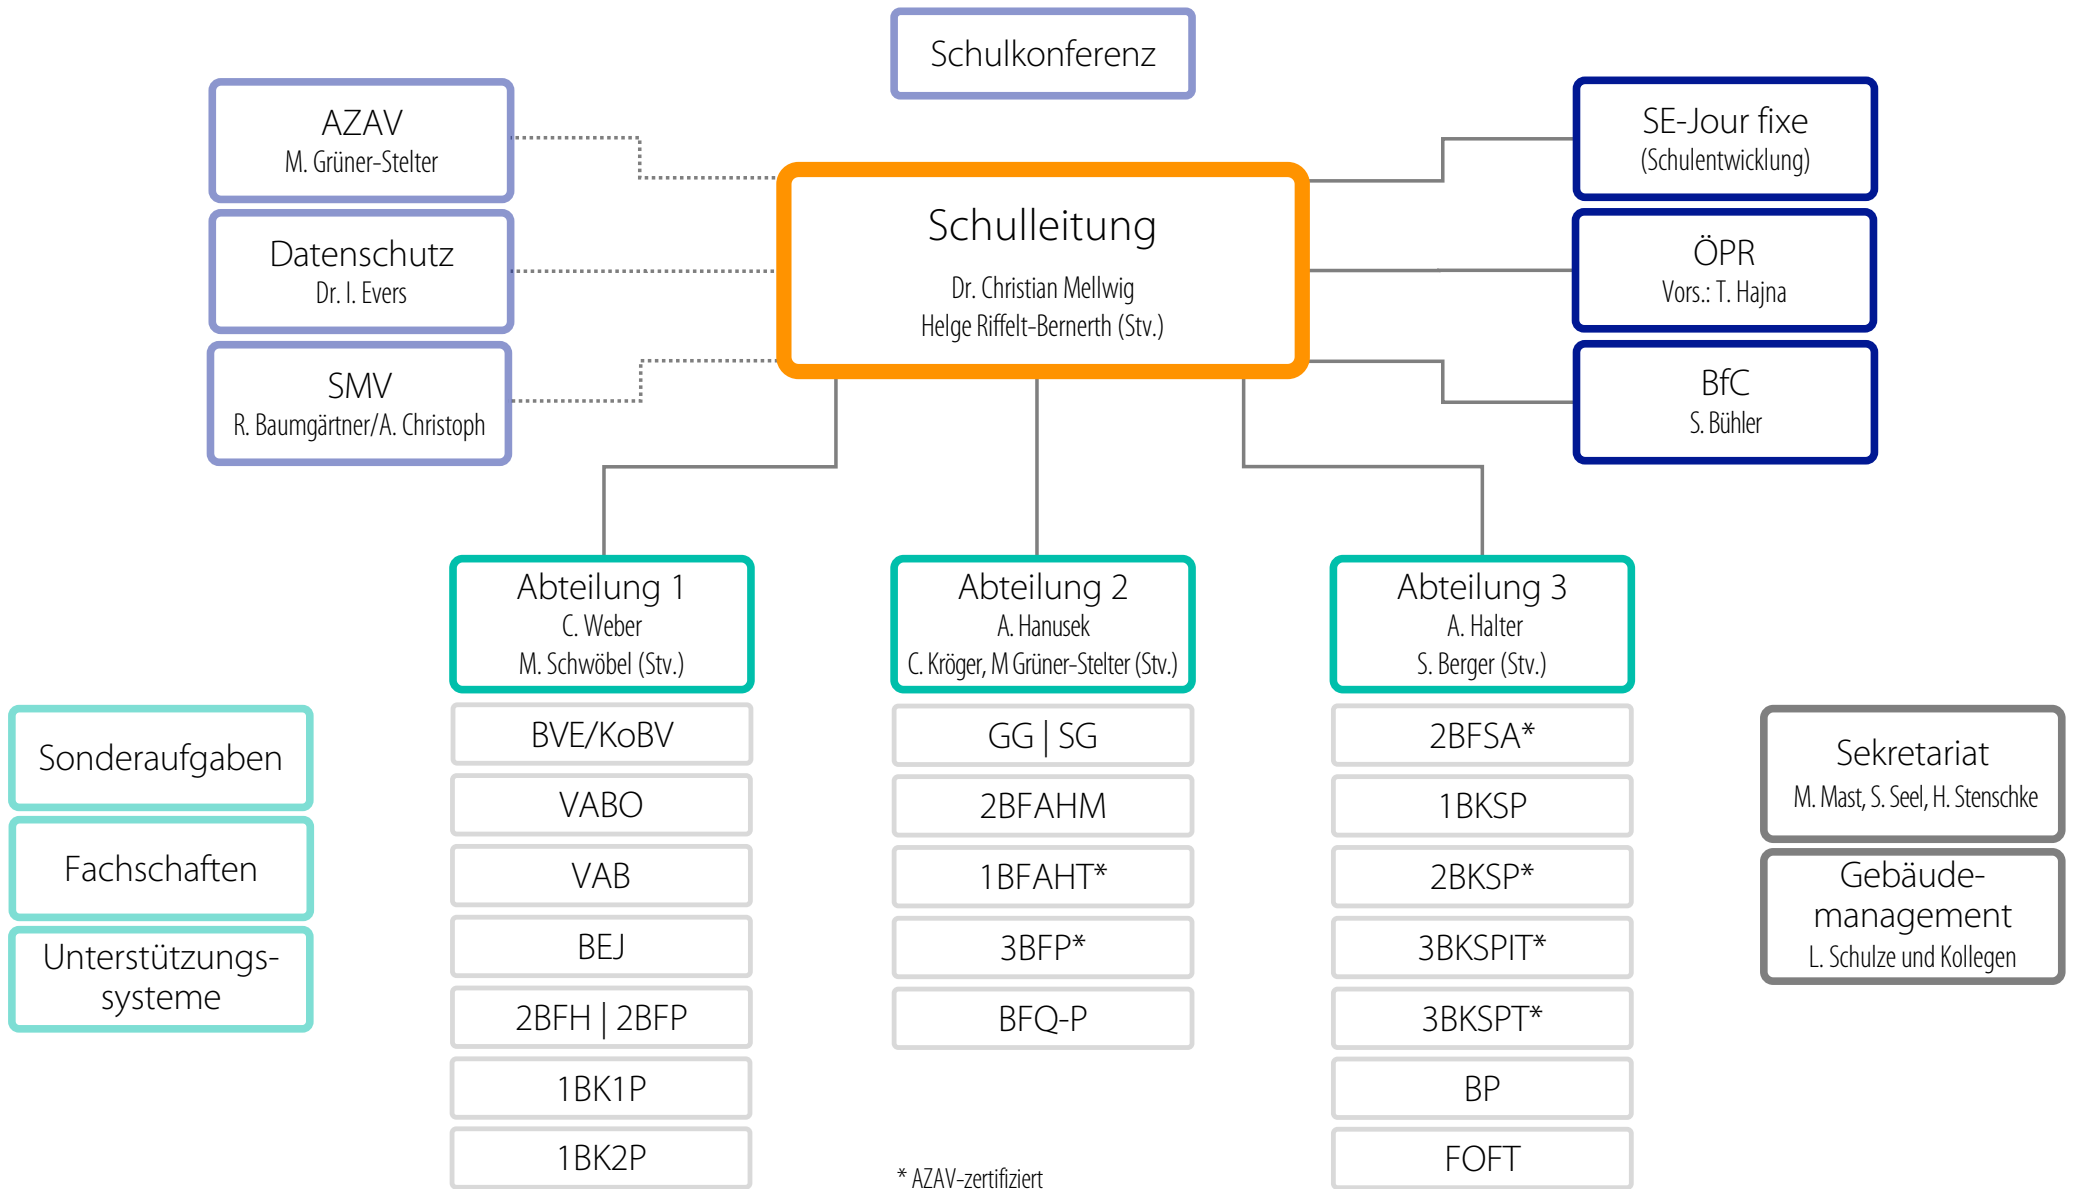 Schulkonferenz
AZAV
M. Grüner-Stelter
Datenschutz
Dr. I. Evers
SMV
R. Baumgärtner/A. Christoph
Schulleitung
Dr. Christian Mellwig
Helge Riffelt-Bernerth (Stv.)
SE-Jour fixe
(Schulentwicklung)
ÖPR
Vors.: T. Hajna
BfC
S. Bühler
Abteilung 1
C. Weber
M. Schwöbel (Stv.)
BVE/KoBV
VABO
VAB
BEJ
2BFH | 2BFP
1BK1P
1BK2P
Abteilung 2
A. Hanusek
C. Kröger, M Grüner-Stelter (Stv.)
GG | SG
2BFAHM
1BFAHT*
3BFP*
BFQ-P
Abteilung 3
A. Halter
S. Berger (Stv.)
2BFSA*
1BKSP
2BKSP*
3BKSPIT*
3BKSPT*
BP
FOFT
Sonderaufgaben
Fachschaften
Unterstützungs-
systeme
Sekretariat
M. Mast, S. Seel, H. Stenschke
Gebäude-
management
L. Schulze und Kollegen
* AZAV-zertifiziert